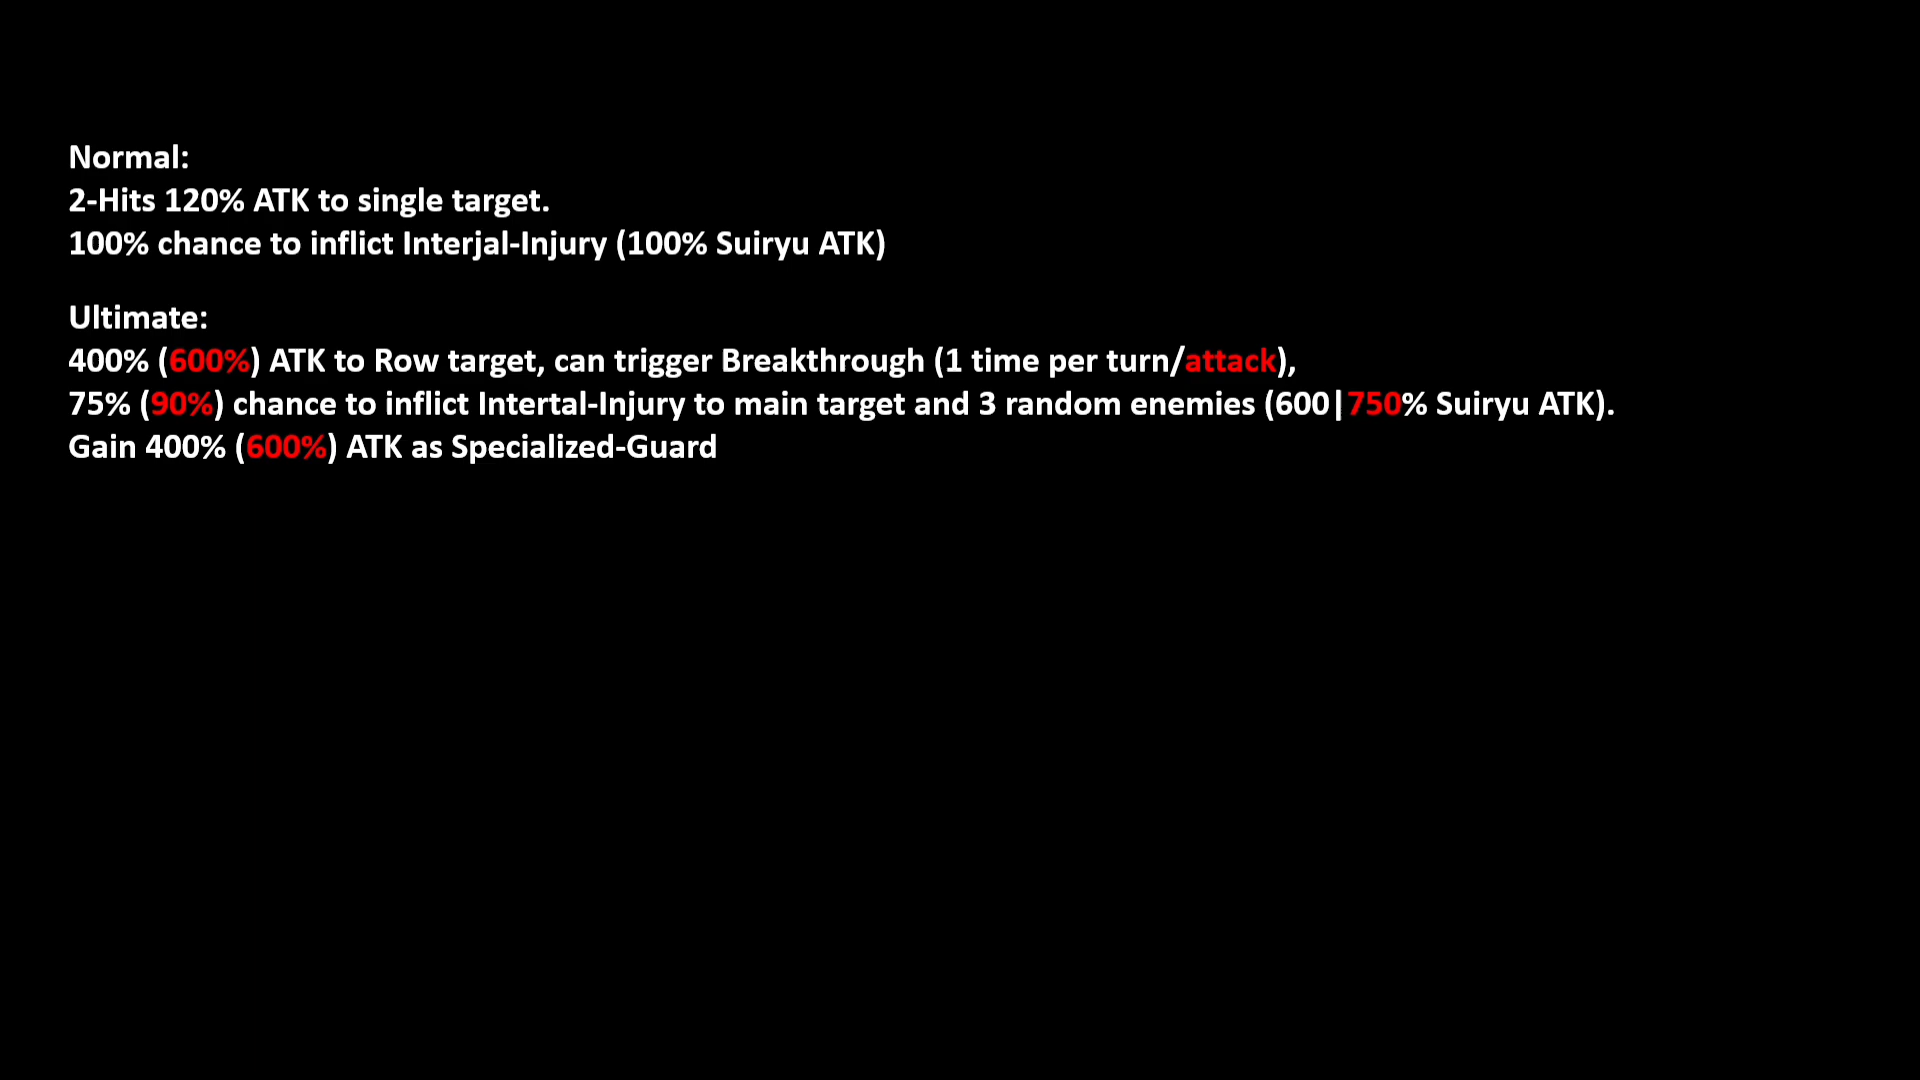 Normal:
2-Hits 120% ATK to single target.
100% chance to inflict Interjal-Injury (100% Suiryu ATK)
Ultimate:
400% (600%) ATK to Row target, can trigger Breakthrough (1 time per turn/attack),
75% (90%) chance to inflict Intertal-Injury to main target and 3 random enemies (600|750% Suiryu ATK).
Gain 400% (600%) ATK as Specialized-Guard